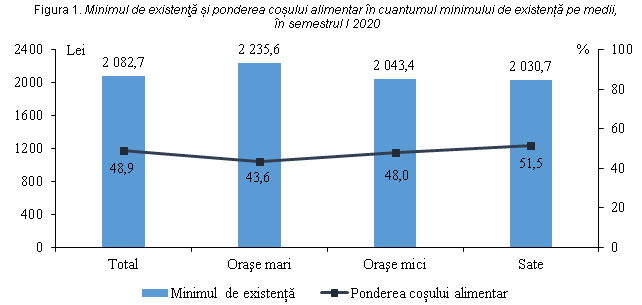 Figura 1. Minimul de existenţă și ponderea coșului alimentar în cuantumul minimului de existență pe medii,
în semestrul I 2020
Lei %
2400 2 082,7 2 235,6 2 043,4 2 030,7 100
2000 80
1600 60
1200 48,9 43,6 48,0 51,5 40
800 20
400
0 0
Total Orașe mari Orașe mici Sate
Minimul de existenţă Ponderea coșului alimentar